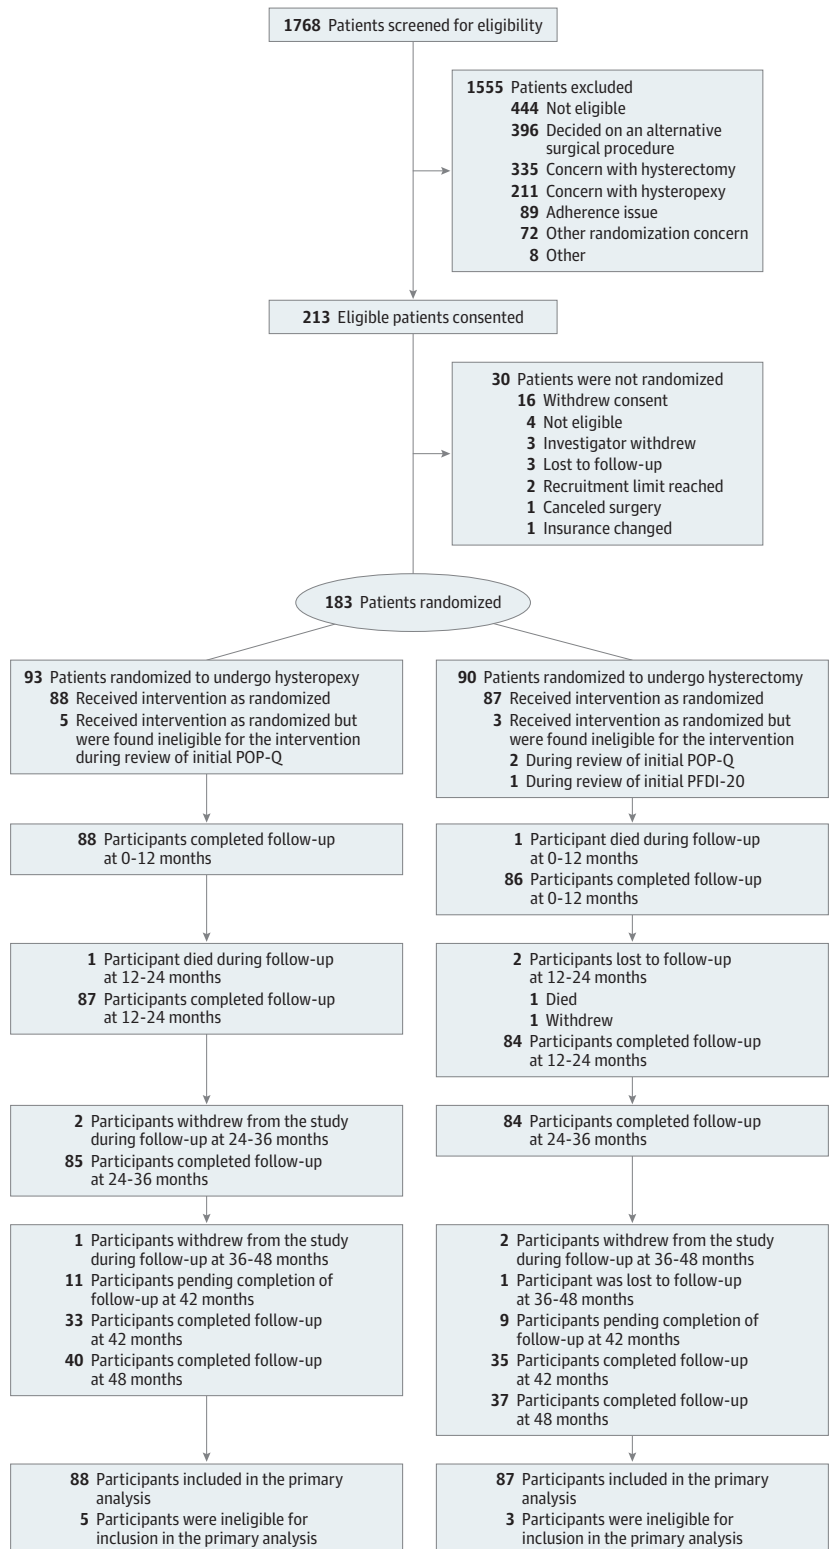 1768 Patients screened for eligibility
1555 Patients excluded
444 Not eligible
396 Decided on an alternative
surgical procedure
335 Concern with hysterectomy
211 Concern with hysteropexy
89 Adherence issue
72 Other randomization concern
8 Other
213 Eligible patients consented
30 Patients were not randomized
16 Withdrew consent
4 Not eligible
3 Investigator withdrew
3 Lost to follow-up
2 Recruitment limit reached
1 Canceled surgery
1 Insurance changed
183 Patients randomized
93 Patients randomized to undergo hysteropexy
88 Received intervention as randomized
5 Received intervention as randomized but
were found ineligible for the intervention
during review of initial POP-Q
90 Patients randomized to undergo hysterectomy
87 Received intervention as randomized
3 Received intervention as randomized but
were found ineligible for the intervention
2 During review of initial POP-Q
1 During review of initial PFDI-20
88 Participants completed follow-up
at 0-12 months
1 Participant died during follow-up
at 0-12 months
86 Participants completed follow-up
at 0-12 months
1 Participant died during follow-up
at 12-24 months
87 Participants completed follow-up
at 12-24 months
2 Participants lost to follow-up
at 12-24 months
1 Died
1 Withdrew
84 Participants completed follow-up
at 12-24 months
2 Participants withdrew from the study
during follow-up at 24-36 months
85 Participants completed follow-up
at 24-36 months
84 Participants completed follow-up
at 24-36 months
1 Participants withdrew from the study
during follow-up at 36-48 months
11 Participants pending completion of
follow-up at 42 months
33 Participants completed follow-up
at 42 months
40 Participants completed follow-up
at 48 months
2 Participants withdrew from the study
during follow-up at 36-48 months
1 Participant was lost to follow-up
at 36-48 months
9 Participants pending completion of
follow-up at 42 months
35 Participants completed follow-up
at 42 months
37 Participants completed follow-up
at 48 months
88 Participants included in the primary
analysis
5 Participants were ineligible for
inclusion in the primary analysis
87 Participants included in the primary
analysis
3 Participants were ineligible for
inclusion in the primary analysis